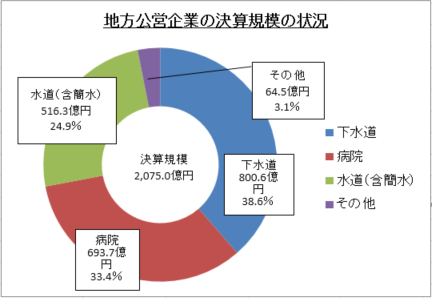 地方公営企業の決算規模の状況
その他
64.5億円
3.1%
水道(含簡水)
516.3億円
24.9%
決算規模
2,075.0億円
下水道
800.6億
円
38.6%
病院
693.7億
円
33.4%
下水道
病院
水道(含簡水)
その他